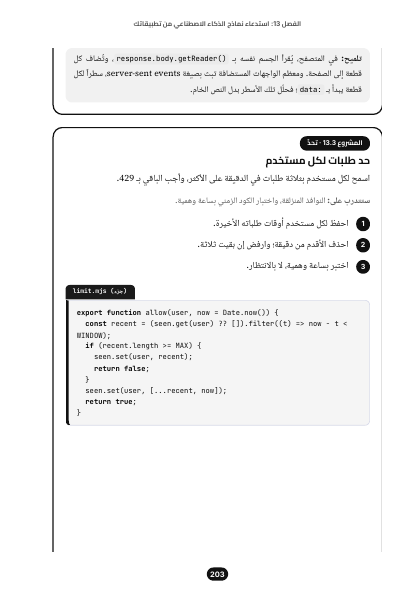 الفصل 13: استدعاء نماذج الذكاء الاصطناعي من تطبيقاتك
تلميح: في المتصفح، يُقرأ الجسم نفسه بـ response.body.getReader()، وتُضاف كل
قطعة إلى الصفحة. ومعظم الواجهات المستضافة تبث بصيغة server-sent events، سطراً لكل
قطعة يبدأ بـ data: ؛ فحلّل تلك الأسطر بدل النص الخام.
المشروع 13.3 · تحدٍّ
حد طلبات لكل مستخدم
اسمح لكل مستخدم بثلاثة طلبات في الدقيقة على الأكثر، وأجب الباقي بـ 429.
ستتدرب على: النوافذ المنزلقة، واختبار الكود الزمني بساعة وهمية.
1 احفظ لكل مستخدم أوقات طلباته الأخيرة.
2 احذف الأقدم من دقيقة؛ وارفض إن بقيت ثلاثة.
3 اختبر بساعة وهمية، لا بالانتظار.
limit.mjs (جزء)
export function allow(user, now = Date.now()) {
const recent = (seen.get(user) ?? []).filter((t) => now - t <
WINDOW);
if (recent.length >= MAX) {
seen.set(user, recent);
return false;
}
seen.set(user, [...recent, now]);
return true;
}
203